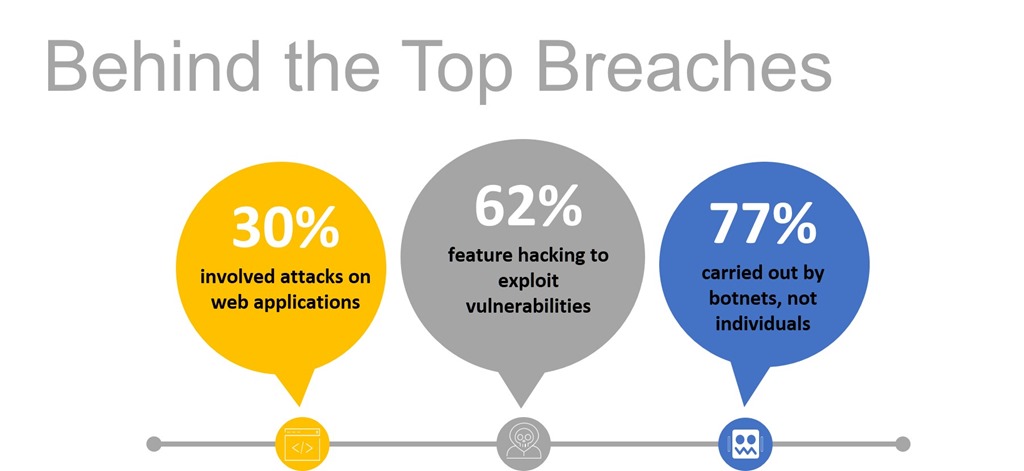 Behind the Top Breaches
30%
involved attacks on
web applications
62%
feature hacking to
exploit
vulnerabilities
77%
carried out by
botnets, not
individuals
</>